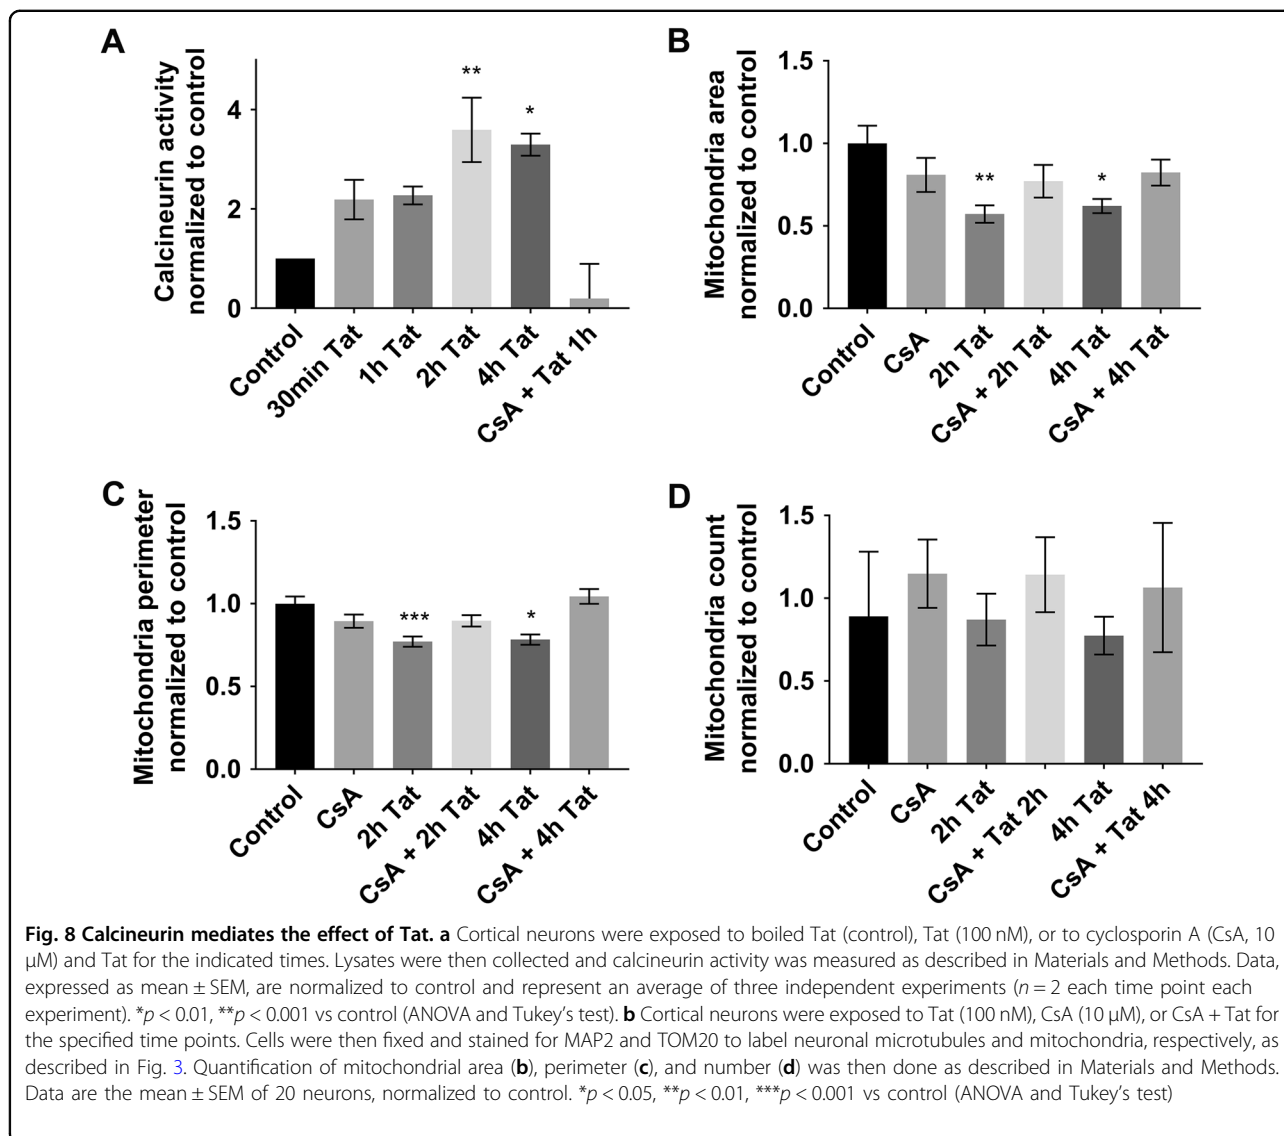 A
Calcineurin activity
normalized to control
4
2
0
**
*
Control
30min Tat
1h Tat
2h Tat
4h Tat
CsA + Tat 1h
B
Mitochondria area
normalized to control
1.5
1.0
0.5
0.0
**
*
Control
CsA
2h Tat
CsA + 2h Tat
4h Tat
CsA + 4h Tat
C
Mitochondria perimeter
normalized to control
1.5
1.0
0.5
0.0
***
*
Control
CsA
2h Tat
CsA + 2h Tat
4h Tat
CsA + 4h Tat
D
Mitochondria count
normalized to control
1.5
1.0
0.5
0.0
Control
CsA
2h Tat
CsA + Tat 2h
4h Tat
CsA + Tat 4h
Fig. 8 Calcineurin mediates the effect of Tat. a Cortical neurons were exposed to boiled Tat (control), Tat (100 nM), or to cyclosporin A (CsA, 10
µM) and Tat for the indicated times. Lysates were then collected and calcineurin activity was measured as described in Materials and Methods. Data,
expressed as mean ± SEM, are normalized to control and represent an average of three independent experiments (n = 2 each time point each
experiment). *p < 0.01, **p < 0.001 vs control (ANOVA and Tukey's test). b Cortical neurons were exposed to Tat (100 nM), CsA (10 µM), or CsA + Tat for
the specified time points. Cells were then fixed and stained for MAP2 and TOM20 to label neuronal microtubules and mitochondria, respectively, as
described in Fig. 3. Quantification of mitochondrial area (b), perimeter (c), and number (d) was then done as described in Materials and Methods.
Data are the mean ± SEM of 20 neurons, normalized to control. *p < 0.05, **p < 0.01, ***p < 0.001 vs control (ANOVA and Tukey's test)